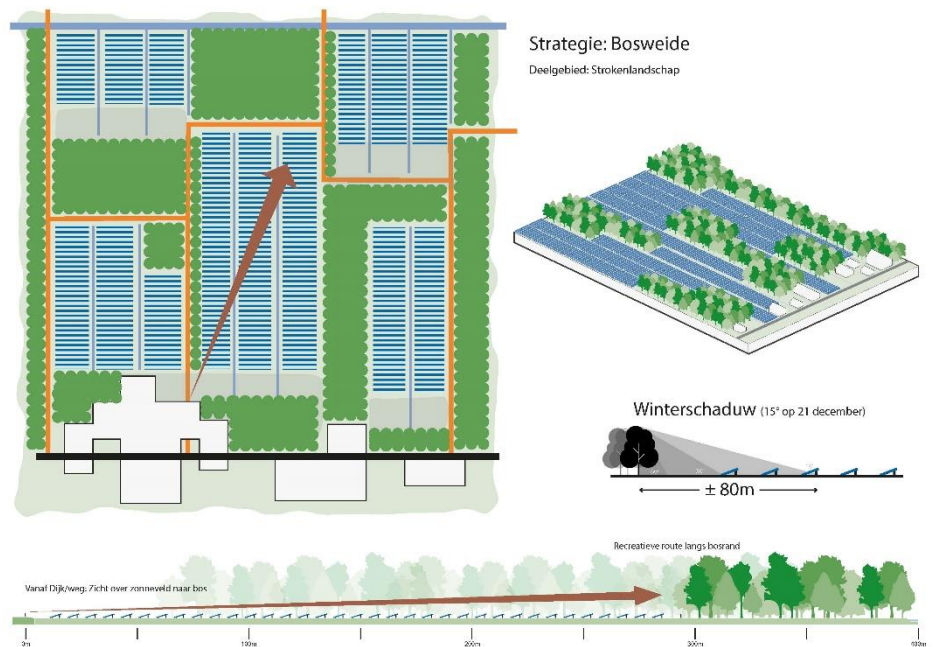 Strategie: Bosweide
Deelgebied: Strokenlandschap
Winterschaduw (15° op 21 december)
± 80m
Recreatieve route langs bosrand
Vanaf Dijk/weg: Zicht over zonneveld naar bos
0m
100m
200m
300m
400m